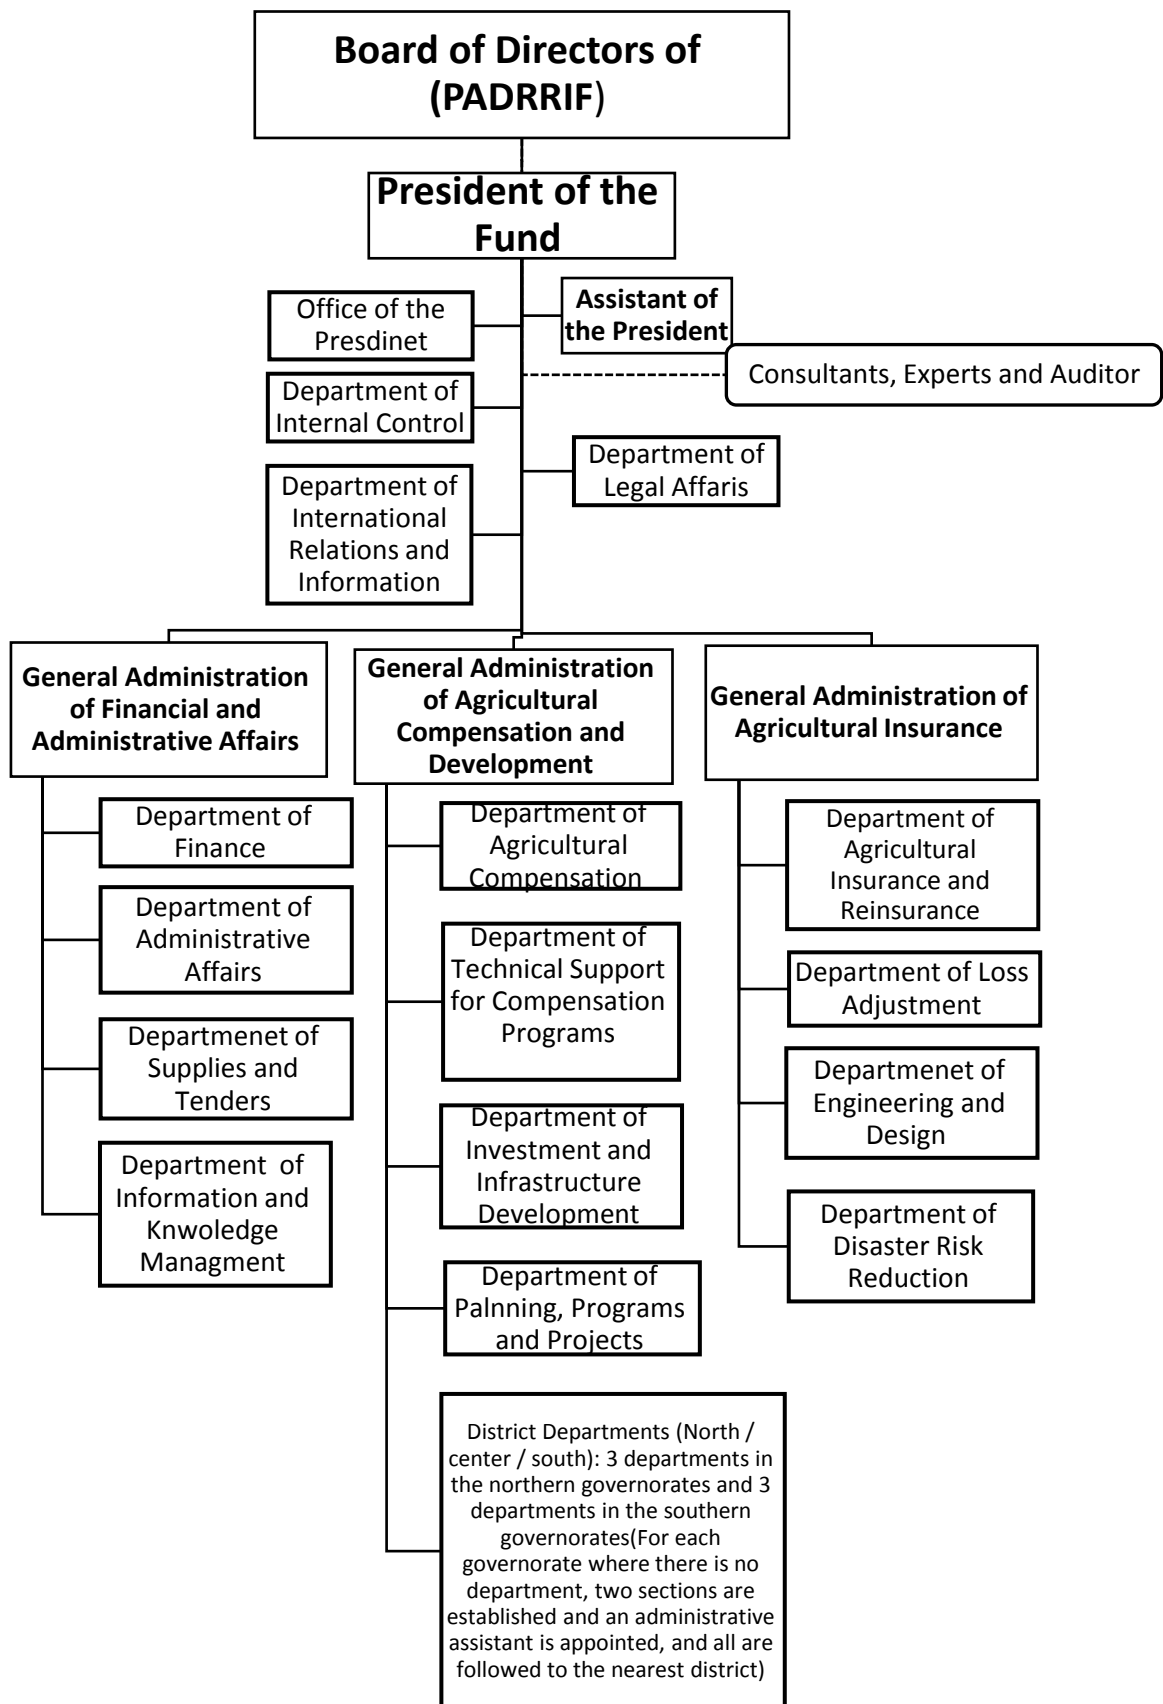 Board of Directors of
(PADRRIF)
President of the
Fund
Office of the
Presdinet
Assistant of
the President
Consultants, Experts and Auditor
Department of
Internal Control
Department of
Legal Affaris
Department of
International
Relations and
Information
General Administration
of Financial and
Administrative Affairs
Department of
Finance
Department of
Administrative
Affairs
Departmenet of
Supplies and
Tenders
Department  of
Information and
Knwoledge
Managment
General Administration
of Agricultural
Compensation and
Development
Department of
Agricultural
Compensation
Department of
Technical Support
for Compensation
Programs
Department of
Investment and
Infrastructure
Development
Department of
Palnning, Programs
and Projects
District Departments (North /
center / south): 3 departments in
the northern governorates and 3
departments in the southern
governorates(For each
governorate where there is no
department, two sections are
established and an administrative
assistant is appointed, and all are
followed to the nearest district)
General Administration of
Agricultural Insurance
Department of
Agricultural
Insurance and
Reinsurance
Department of Loss
Adjustment
Departmenet of
Engineering and
Design
Department of
Disaster Risk
Reduction